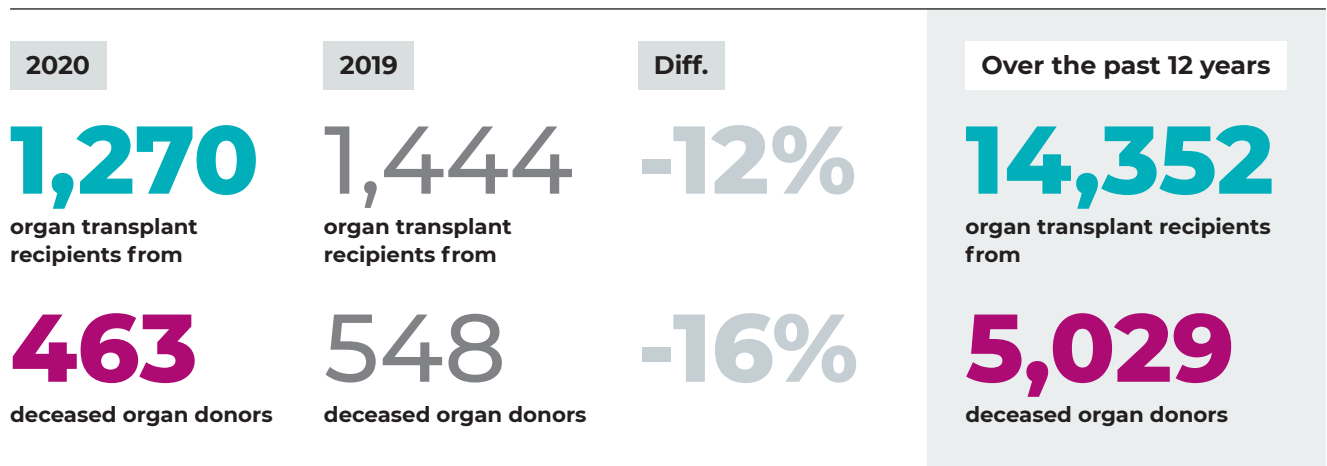 2020
1,270
organ transplant
recipients from
463
deceased organ donors
2019
1,444
organ transplant
recipients from
548
deceased organ donors
Diff.
-12%
-16%
Over the past 12 years
14,352
organ transplant recipients
from
5,029
deceased organ donors